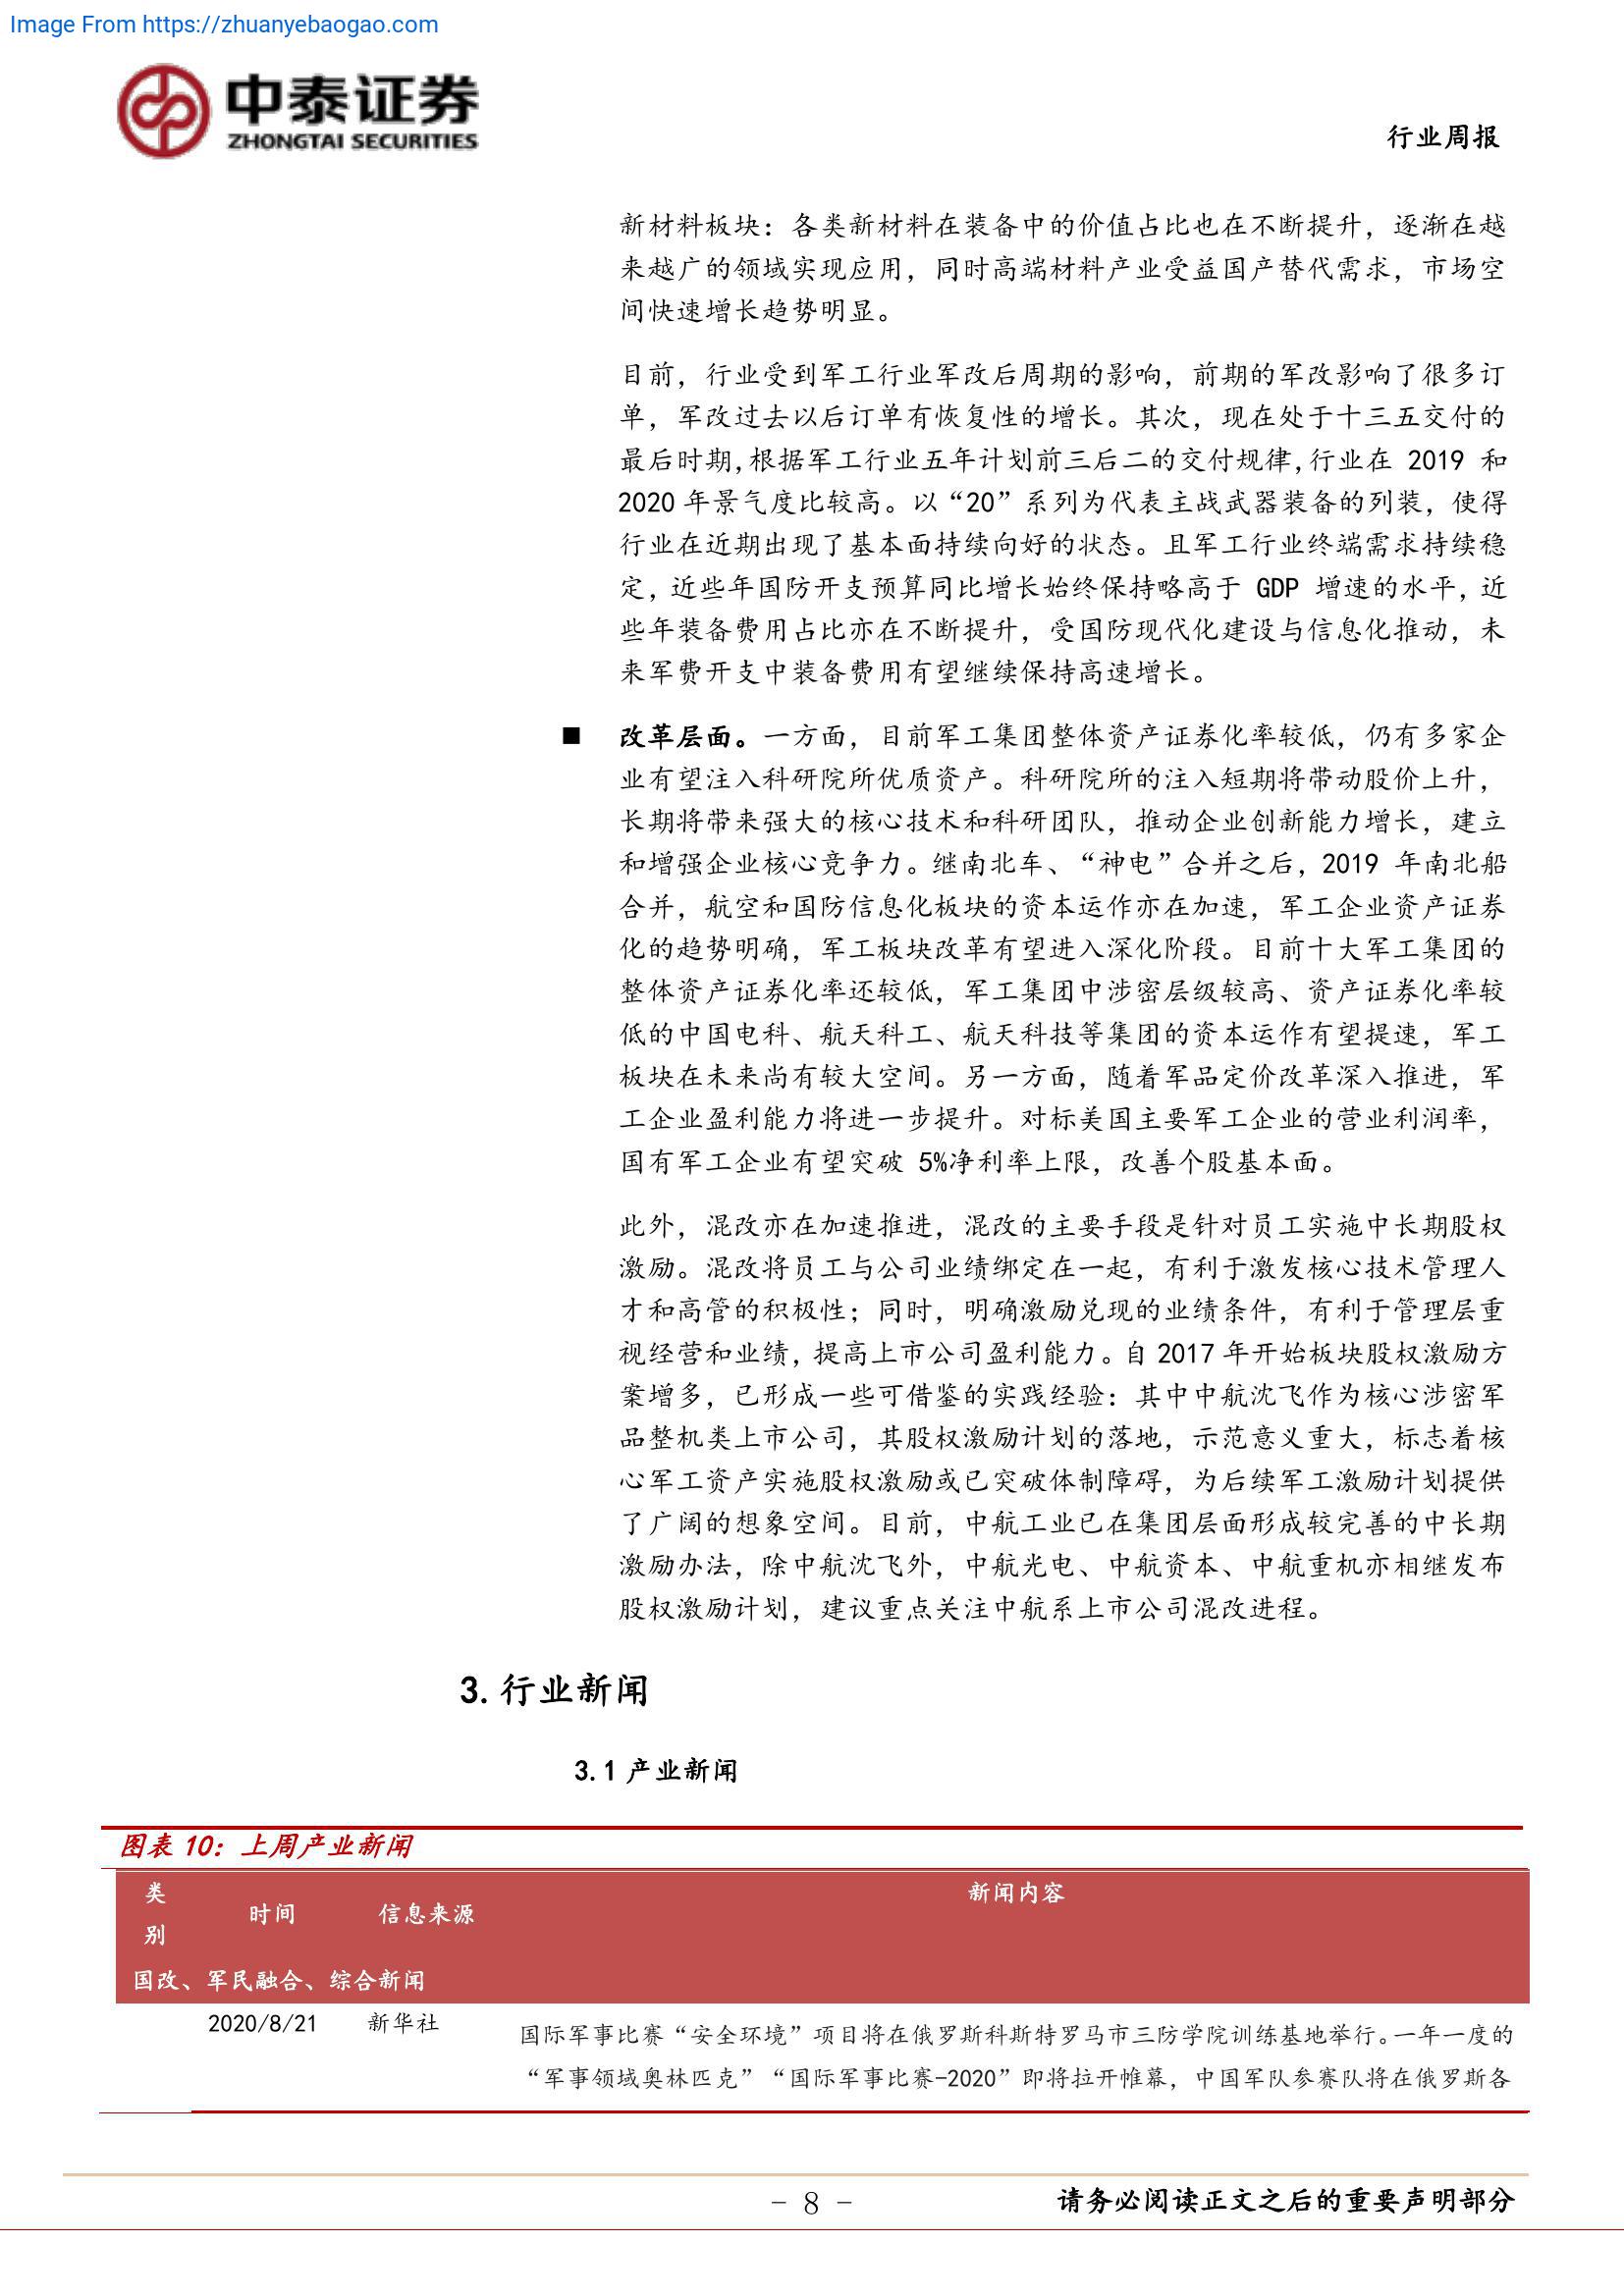 Image From https://zhuanyebaogao.com
中泰证券
ZHONGTAI SECURITIES
行业周报
新材料板块：各类新材料在装备中的价值占比也在不断提升，逐渐在越
来越广的领域实现应用，同时高端材料产业受益国产替代需求，市场空
间快速增长趋势明显。
目前，行业受到军工行业军改后周期的影响，前期的军改影响了很多订
单，军改过去以后订单有恢复性的增长。其次，现在处于十三五交付的
最后时期，根据军工行业五年计划前三后二的交付规律，行业在 2019 和
2020 年景气度比较高。以“20”系列为代表主战武器装备的列装，使得
行业在近期出现了基本面持续向好的状态。且军工行业终端需求持续稳
定，近些年国防开支预算同比增长始终保持略高于 GDP 增速的水平，近
些年装备费用占比亦在不断提升，受国防现代化建设与信息化推动，未
来军费开支中装备费用有望继续保持高速增长。
■ 改革层面。一方面，目前军工集团整体资产证券化率较低，仍有多家企
业有望注入科研院所优质资产。科研院所的注入短期将带动股价上升，
长期将带来强大的核心技术和科研团队，推动企业创新能力增长，建立
和增强企业核心竞争力。继南北车、“神电”合并之后，2019 年南北船
合并，航空和国防信息化板块的资本运作亦在加速，军工企业资产证券
化的趋势明确，军工板块改革有望进入深化阶段。目前十大军工集团的
整体资产证券化率还较低，军工集团中涉密层级较高、资产证券化率较
低的中国电科、航天科工、航天科技等集团的资本运作有望提速，军工
板块在未来尚有较大空间。另一方面，随着军品定价改革深入推进，军
工企业盈利能力将进一步提升。对标美国主要军工企业的营业利润率，
国有军工企业有望突破 5%净利率上限，改善个股基本面。
此外，混改亦在加速推进，混改的主要手段是针对员工实施中长期股权
激励。混改将员工与公司业绩绑定在一起，有利于激发核心技术管理人
才和高管的积极性；同时，明确激励兑现的业绩条件，有利于管理层重
视经营和业绩，提高上市公司盈利能力。自 2017 年开始板块股权激励方
案增多，已形成一些可借鉴的实践经验：其中中航沈飞作为核心涉密军
品整机类上市公司，其股权激励计划的落地，示范意义重大，标志着核
心军工资产实施股权激励或已突破体制障碍，为后续军工激励计划提供
了广阔的想象空间。目前，中航工业已在集团层面形成较完善的中长期
激励办法，除中航沈飞外，中航光电、中航资本、中航重机亦相继发布
股权激励计划，建议重点关注中航系上市公司混改进程。
3.行业新闻
3.1 产业新闻
图表 10：上周产业新闻
类别 时间 信息来源 新闻内容
国改、军民融合、综合新闻
2020/8/21 新华社 国际军事比赛“安全环境”项目将在俄罗斯科斯特罗马市三防学院训练基地举行。一年一度的
“军事领域奥林匹克”“国际军事比赛-2020”即将拉开帷幕，中国军队参赛队将在俄罗斯各
- 8 -
请务必阅读正文之后的重要声明部分